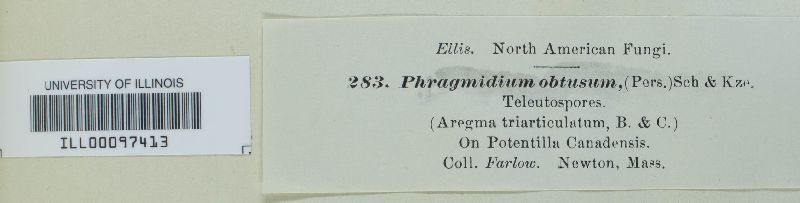 UNIVERSITY OF ILLINOIS
ILL00097413
Ellis. North American Fungi.
283. Phragmidium obtusum, (Pers.) Sch & Kze.
Teleutospores.
(Aregma triarticulatum, B. & C.)
On Potentilla Canadensis.
Coll. Farlow. Newton, Mass.